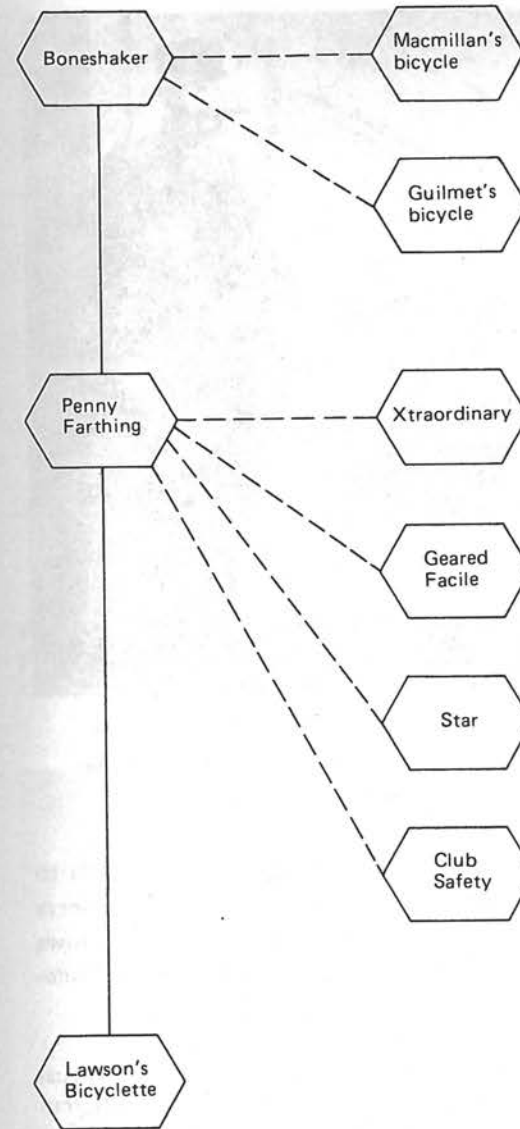 Boneshaker
Macmillan's
bicycle
Guilmet's
bicycle
Penny
Farthing
Xtraordinary
Geared
Facile
Star
Club
Safety
Lawson's
Bicyclette